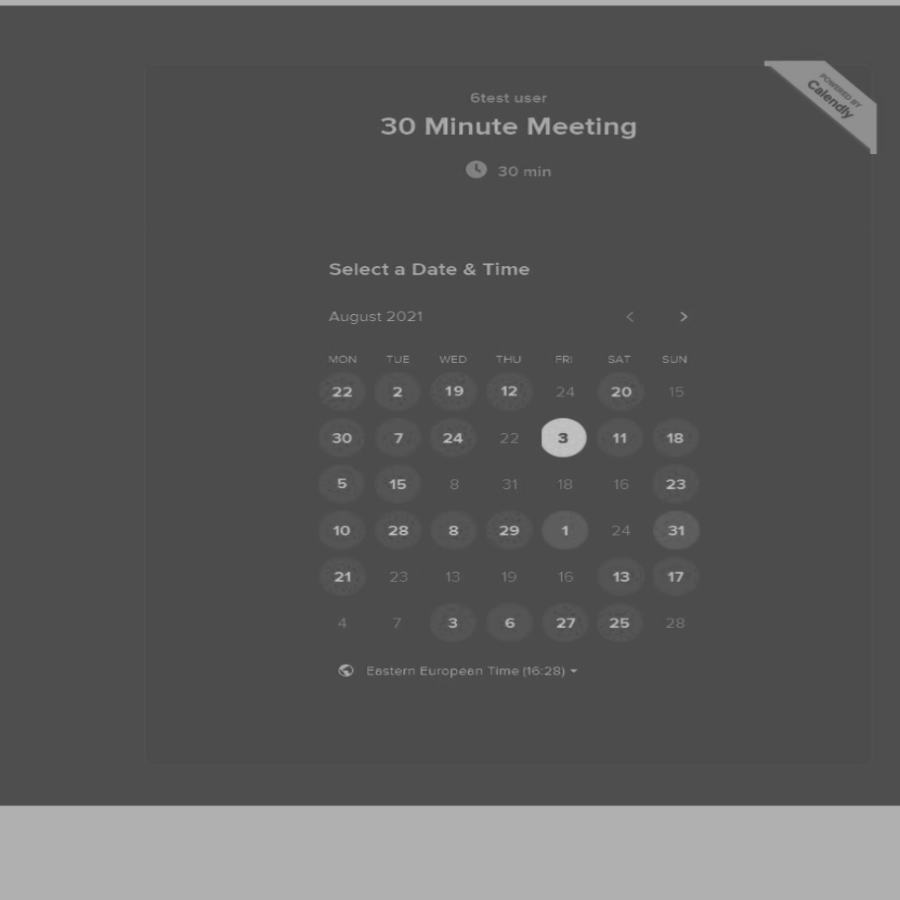 POWERED BY
Calendly
6test user
30 Minute Meeting
30 min
Select a Date & Time
August 2021 < >
MON TUE WED THU FRI SAT SUN
22 2 19 12 24 20 15
30 7 24 22 3 11 18
5 15 8 31 18 16 23
10 28 8 29 1 24 31
21 23 13 19 16 13 17
4 7 3 6 27 25 28
Eastern European Time (16:28)